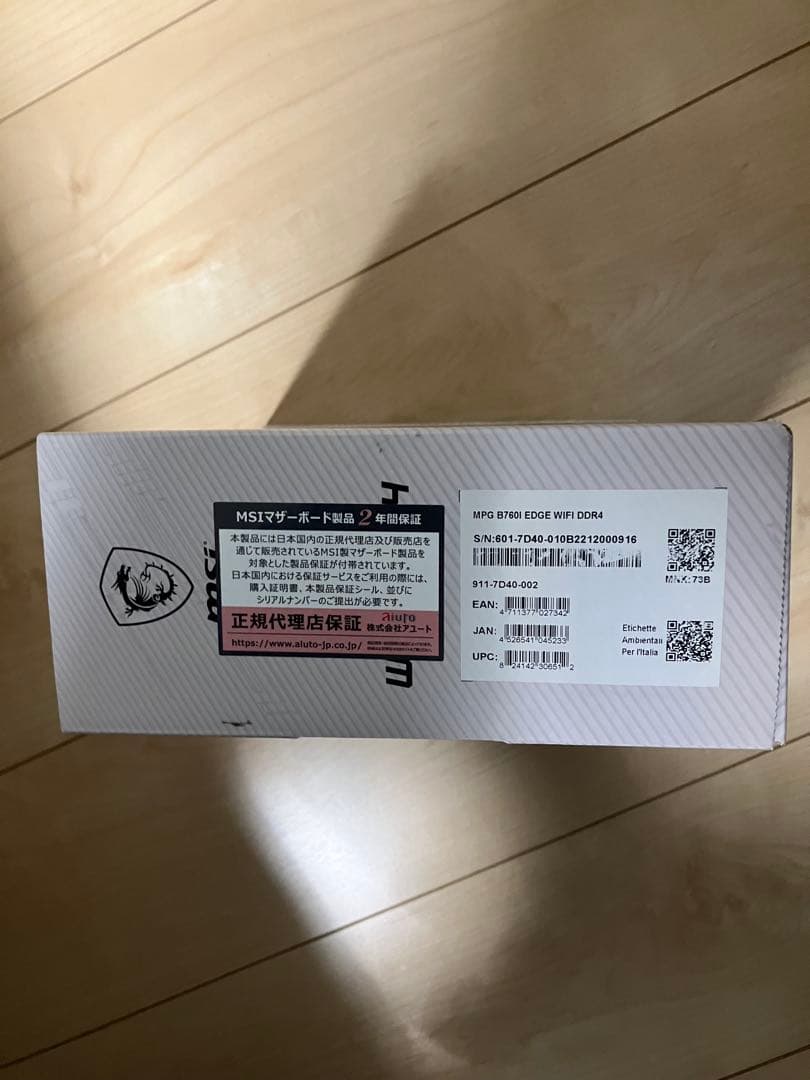 msi
MSIマザーボード製品 2 年間保証
本製品には日本国内の正規代理店及び販売店を
通じて販売されているMSI製マザーボード製品を
対象とした製品保証が付帯されています。
日本国内における保証サービスをご利用の際には、
購入証明書、本製品保証シール、並びに
シリアルナンバーのご提出が必要です。
正規代理店保証
aiuto
株式会社アユート
https://www.aiuto-jp.co.jp/
MPG B760I EDGE WIFI DDR4
S/N:601-7D40-010B2212000916
911-7D40-002
MNK: 73B
EAN:
4 711377 027342
JAN:
4 526541 045233
UPC:
8 24142 30651 2
Etichette
Ambientali
Per l'Italia